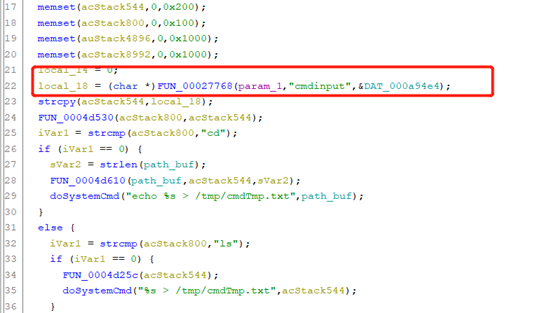 17 memset(acStack544,0,0x200);
18 memset(acStack800,0,0x100);
19 memset(auStack4896,0,0x1000);
20 memset(acStack8992,0,0x1000);
21 local_14 = 0;
22 local_18 = (char *)FUN_00027768(param_1,"cmdinput",&DAT_000a94e4);
23 strcpy(acStack544,local_18);
24 FUN_0004d530(acStack800,acStack544);
25 iVar1 = strcmp(acStack800,"cd");
26 if (iVar1 == 0) {
27 sVar2 = strlen(path_buf);
28 FUN_0004d610(path_buf,acStack544,sVar2);
29 doSystemCmd("echo %s > /tmp/cmdTmp.txt",path_buf);
30 }
31 else {
32 iVar1 = strcmp(acStack800,"ls");
33 if (iVar1 == 0) {
34 FUN_0004d25c(acStack544);
35 doSystemCmd("%s > /tmp/cmdTmp.txt",acStack544);
36 }